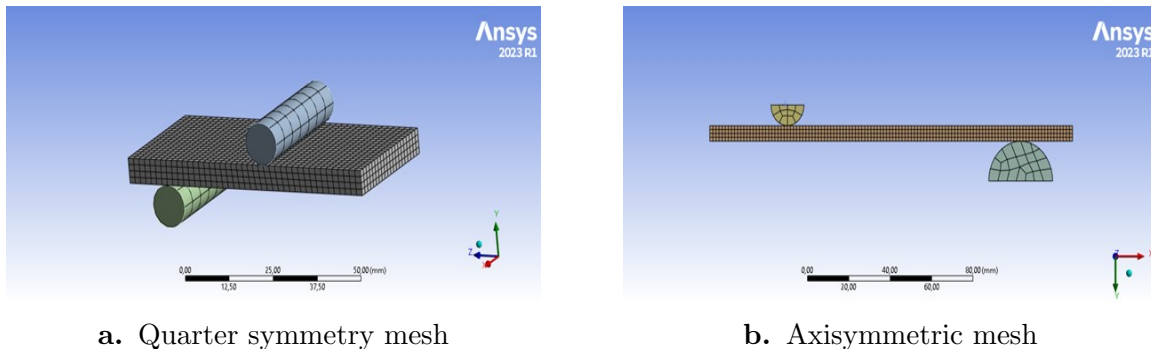 Ansys
2023 R1
Y
Z
X
0,00 25,00 50,00 (mm)
12,50 37,50
a. Quarter symmetry mesh
Ansys
2023 R1
Z X
Y
0,00 40,00 80,00 (mm)
20,00 60,00
b. Axisymmetric mesh